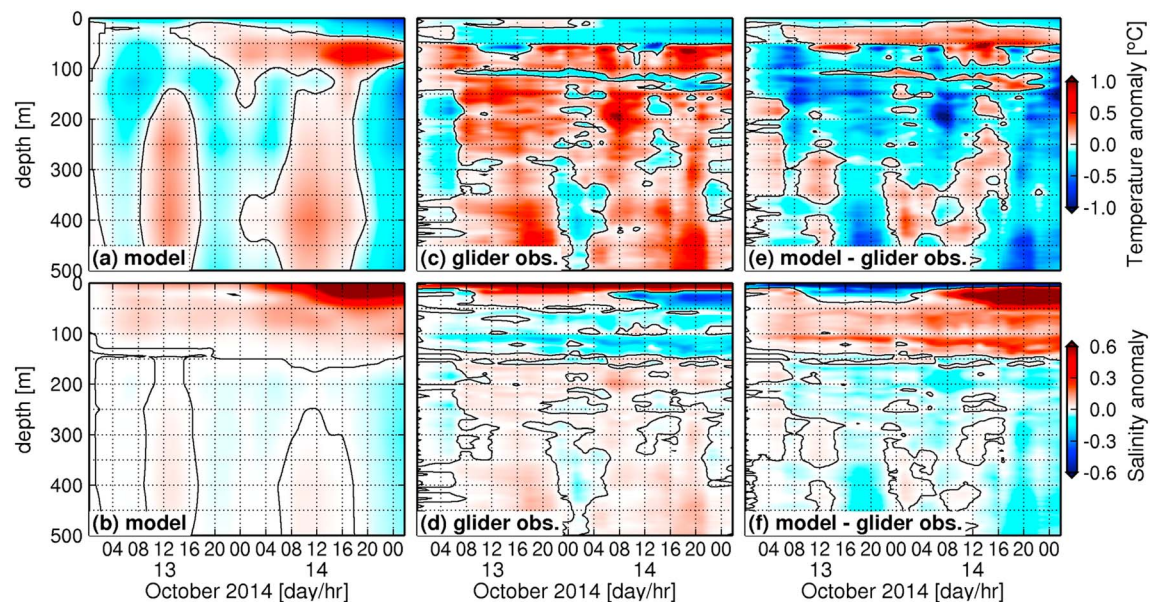 0
100
200
300
400
500
depth [m]
(a) model
(c) glider obs.
(e) model - glider obs.
1.0
0.5
0.0
-0.5
-1.0
Temperature anomaly [ºC]
0
100
200
300
400
500
depth [m]
(b) model
(d) glider obs.
(f) model - glider obs.
0.6
0.3
0.0
-0.3
-0.6
Salinity anomaly
04 08 12 16 20 00 04 08 12 16 20 00
13 14
October 2014 [day/hr]
04 08 12 16 20 00 04 08 12 16 20 00
13 14
October 2014 [day/hr]
04 08 12 16 20 00 04 08 12 16 20 00
13 14
October 2014 [day/hr]